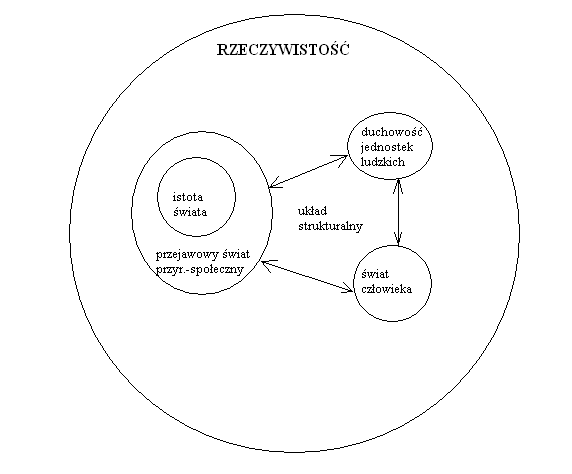 RZECZYWISTOŚĆ
duchowość
jednostek
ludzkich
istota
świata
układ
strukturalny
przejawowy świat
przyr.-społeczny
świat
człowieka